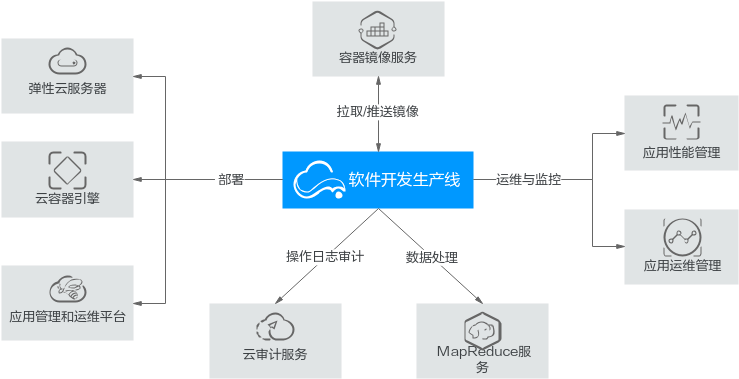 容器镜像服务
弹性云服务器
拉取/推送镜像
应用性能管理
部署
软件开发生产线
运维与监控
云容器引擎
操作日志审计
数据处理
应用运维管理
应用管理和运维平台
云审计服务
MapReduce服
务